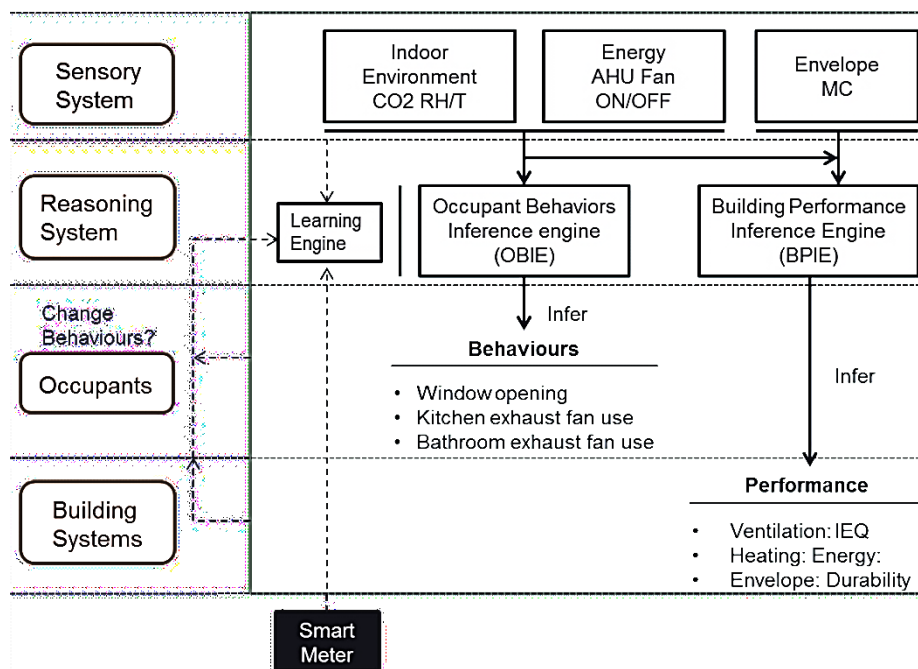 Sensory
System
Indoor
Environment
CO2 RH/T
Energy
AHU Fan
ON/OFF
Envelope
MC
Reasoning
System
Learning
Engine
Occupant Behaviors
Inference engine
(OBIE)
Building Performance
Inference Engine
(BPIE)
Change
Behaviours?
Occupants
Infer
Behaviours
• Window opening
• Kitchen exhaust fan use
• Bathroom exhaust fan use
Infer
Building
Systems
Performance
• Ventilation: IEQ
• Heating: Energy:
• Envelope: Durability
Smart
Meter